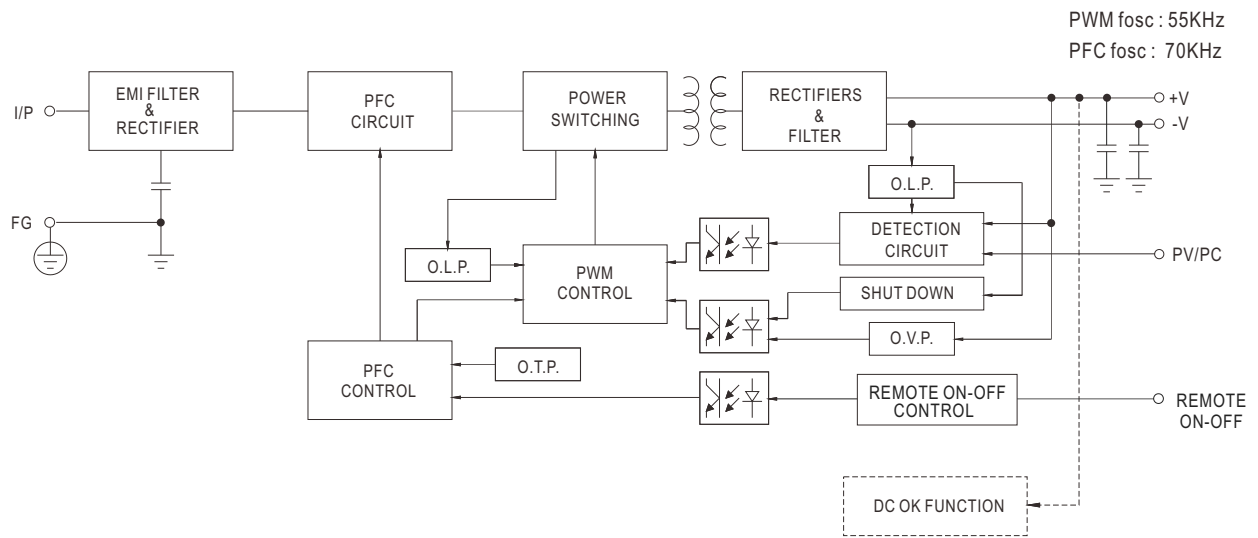 PWM fosc : 55KHz
PFC fosc : 70KHz
I/P
EMI FILTER
&
RECTIFIER
PFC
CIRCUIT
POWER
SWITCHING
RECTIFIERS
&
FILTER
+V
-V
O.L.P.
FG
DETECTION
CIRCUIT
PV/PC
O.L.P.
PWM
CONTROL
SHUT DOWN
O.V.P.
PFC
CONTROL
O.T.P.
REMOTE ON-OFF
CONTROL
REMOTE
ON-OFF
DC OK FUNCTION